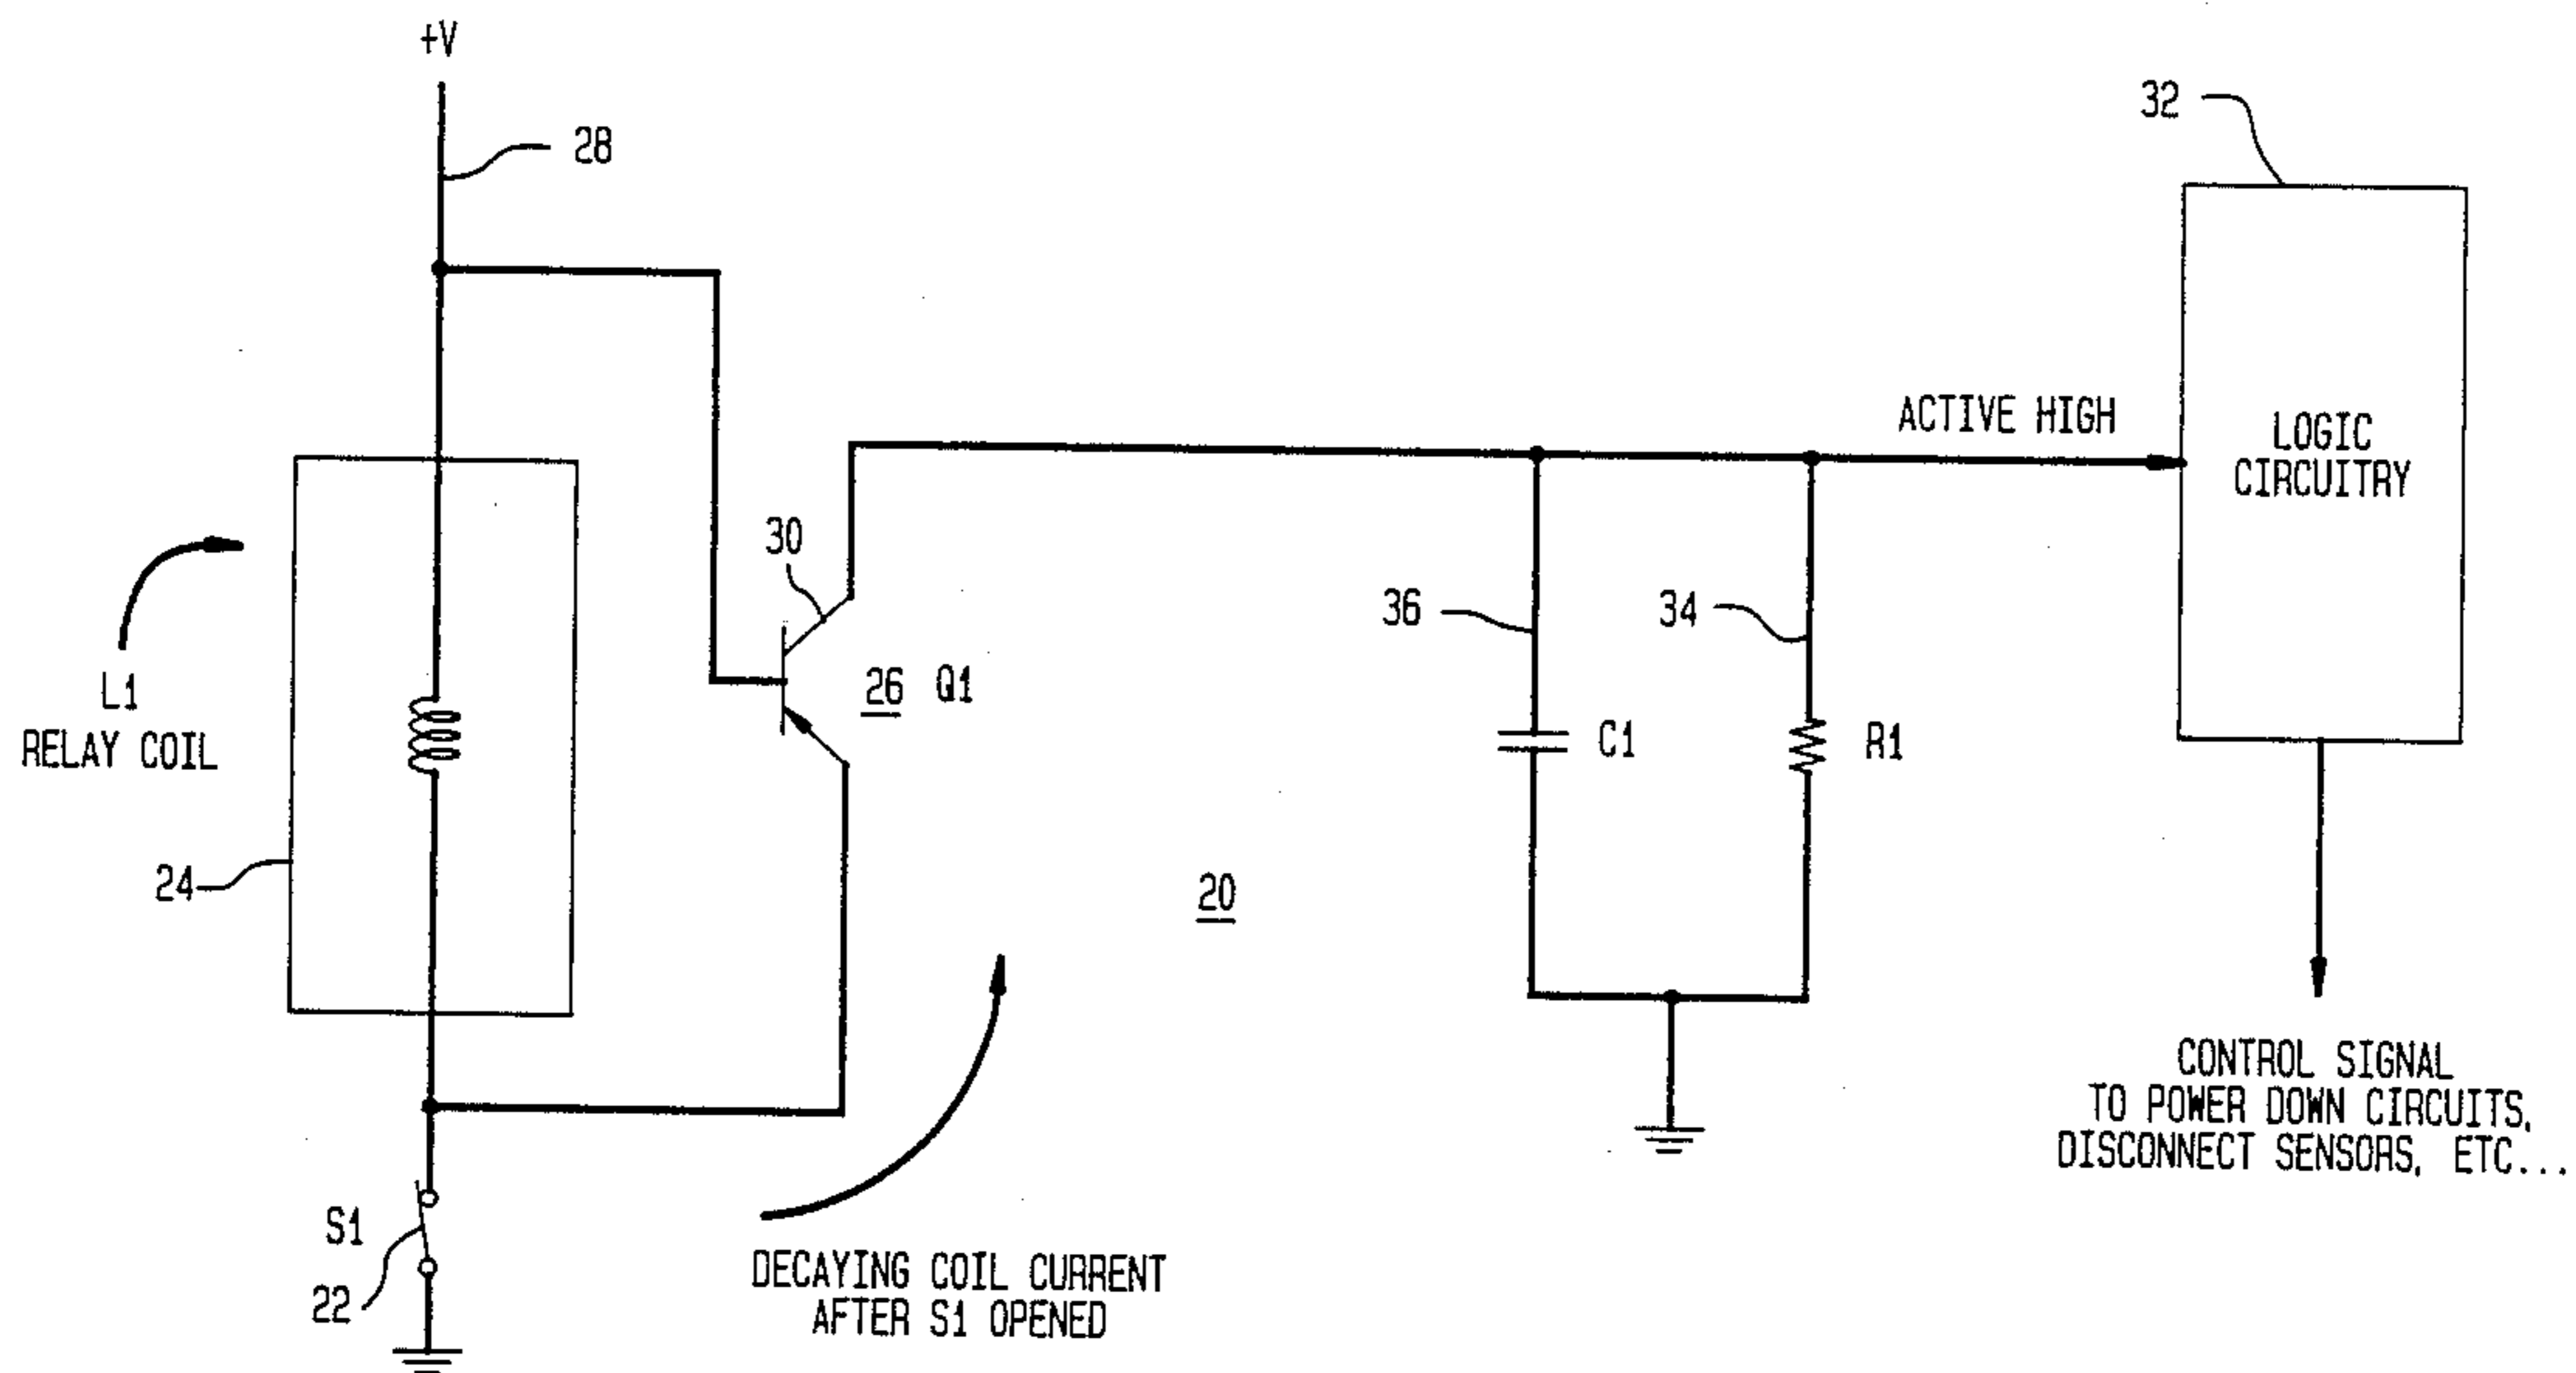 +V
28
32
ACTIVE HIGH
LOGIC
CIRCUITRY
30
36
34
26 Q1
L1
RELAY COIL
C1
R1
24
20
S1
22
DECAYING COIL CURRENT
AFTER S1 OPENED
CONTROL SIGNAL
TO POWER DOWN CIRCUITS,
DISCONNECT SENSORS, ETC...